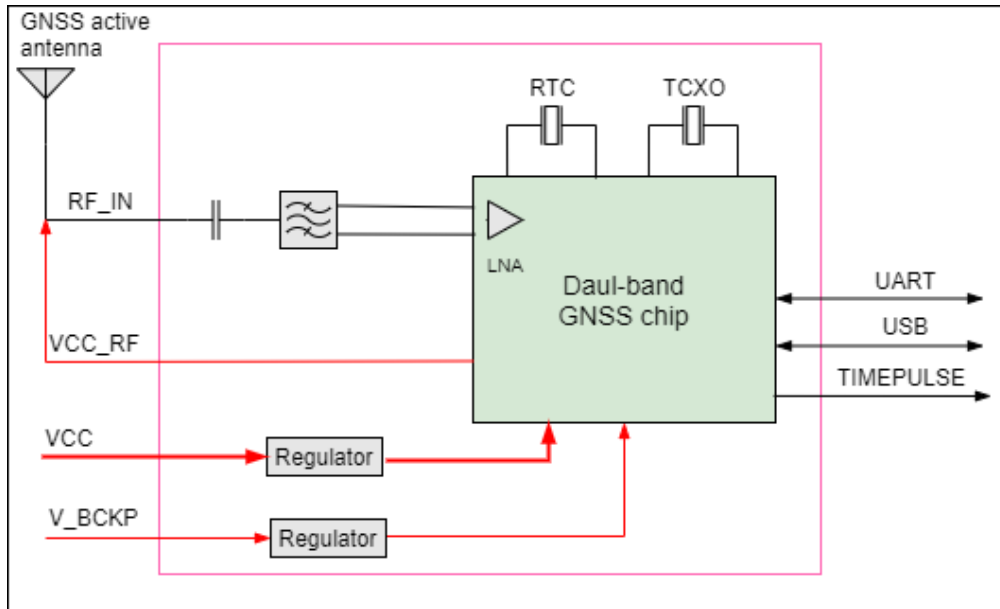 GNSS active
antenna
RTC
TCXO
RF_IN
LNA
Daul-band
GNSS chip
UART
USB
TIMEPULSE
VCC_RF
VCC
Regulator
V_BCKP
Regulator